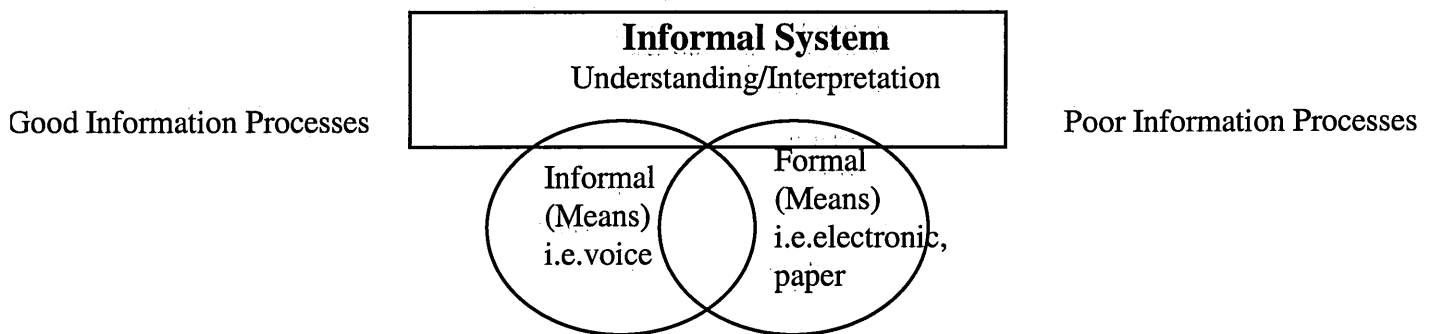 Informal System
Understanding/Interpretation
Good Information Processes
Poor Information Processes
Informal
(Means)
i.e.voice
Formal
(Means)
i.e.electronic,
paper